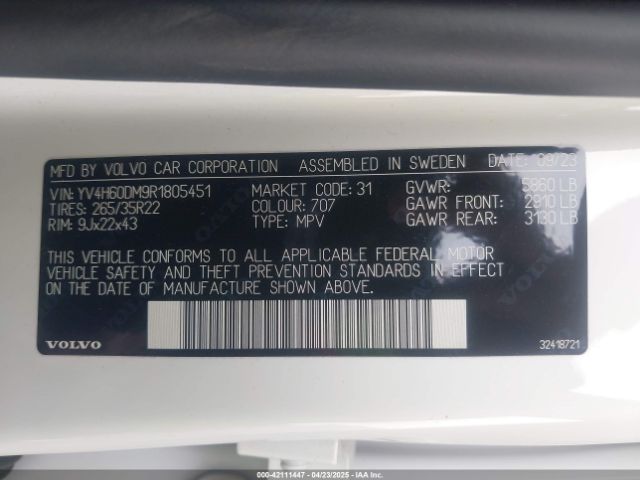 MFD BY VOLVO CAR CORPORATION ASSEMBLED IN SWEDEN DATE: 09/23
VIN: YV4H60DM9R1805451 MARKET CODE: 31 GVWR: 5860 LB
TIRES: 265/35R22 COLOUR: 707 GAWR FRONT: 2810 LB
RIM: 9Jx22x43 TYPE: MPV GAWR REAR: 3130 LB
THIS VEHICLE CONFORMS TO ALL APPLICABLE FEDERAL MOTOR
VEHICLE SAFETY AND THEFT PREVENTION STANDARDS IN EFFECT
ON THE DATE OF MANUFACTURE SHOWN ABOVE.
VOLVO 32418721
000-42111447 - 04/23/2025 - IAAI